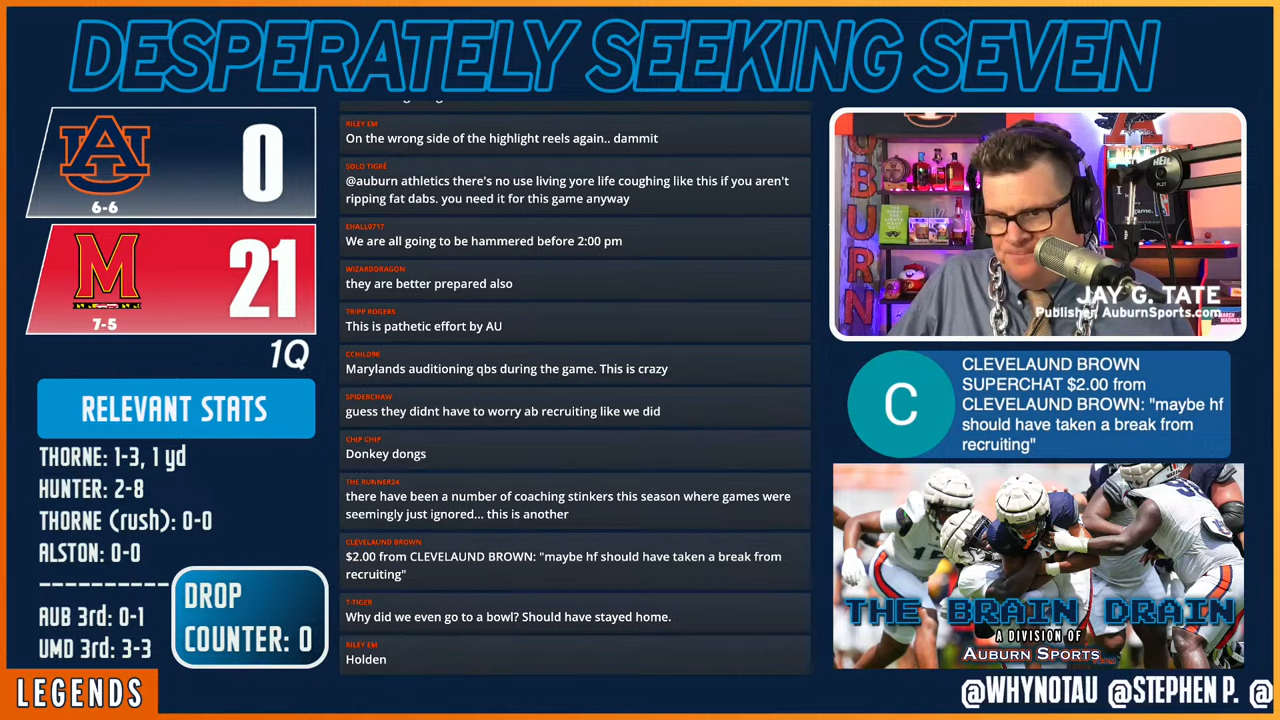 DESPERATELY SEEKING SEVEN
0
6-6
21
7-5
1Q
RELEVANT STATS
THORNE: 1-3, 1 yd
HUNTER: 2-8
THORNE (rush): 0-0
ALSTON: 0-0
----------
AUB 3rd: 0-1
UMD 3rd: 3-3
DROP
COUNTER: 0
RILEY EM
On the wrong side of the highlight reels again.. dammit
SOLO TIGRÉ
@auburn athletics there's no use living yore life coughing like this if you aren't
ripping fat dabs. you need it for this game anyway
EHALL0717
We are all going to be hammered before 2:00 pm
WIZARDDRAGON
they are better prepared also
TRIPP ROGERS
This is pathetic effort by AU
CCHILD96
Marylands auditioning qbs during the game. This is crazy
SPIDERCHAW
guess they didnt have to worry ab recruiting like we did
CHIP CHIP
Donkey dongs
THE RUNNER24
there have been a number of coaching stinkers this season where games were
seemingly just ignored... this is another
CLEVELAUND BROWN
$2.00 from CLEVELAUND BROWN: "maybe hf should have taken a break from
recruiting"
T-TIGER
Why did we even go to a bowl? Should have stayed home.
RILEY EM
Holden
HEIL
JAY G. TATE
Publisher, AuburnSports.com
C
CLEVELAUND BROWN
SUPERCHAT $2.00 from
CLEVELAUND BROWN: "maybe hf
should have taken a break from
recruiting"
THE BRAIN DRAIN
A DIVISION OF
AUBURN SPORTS
LEGENDS
@WHYNOTAU @STEPHEN P. @